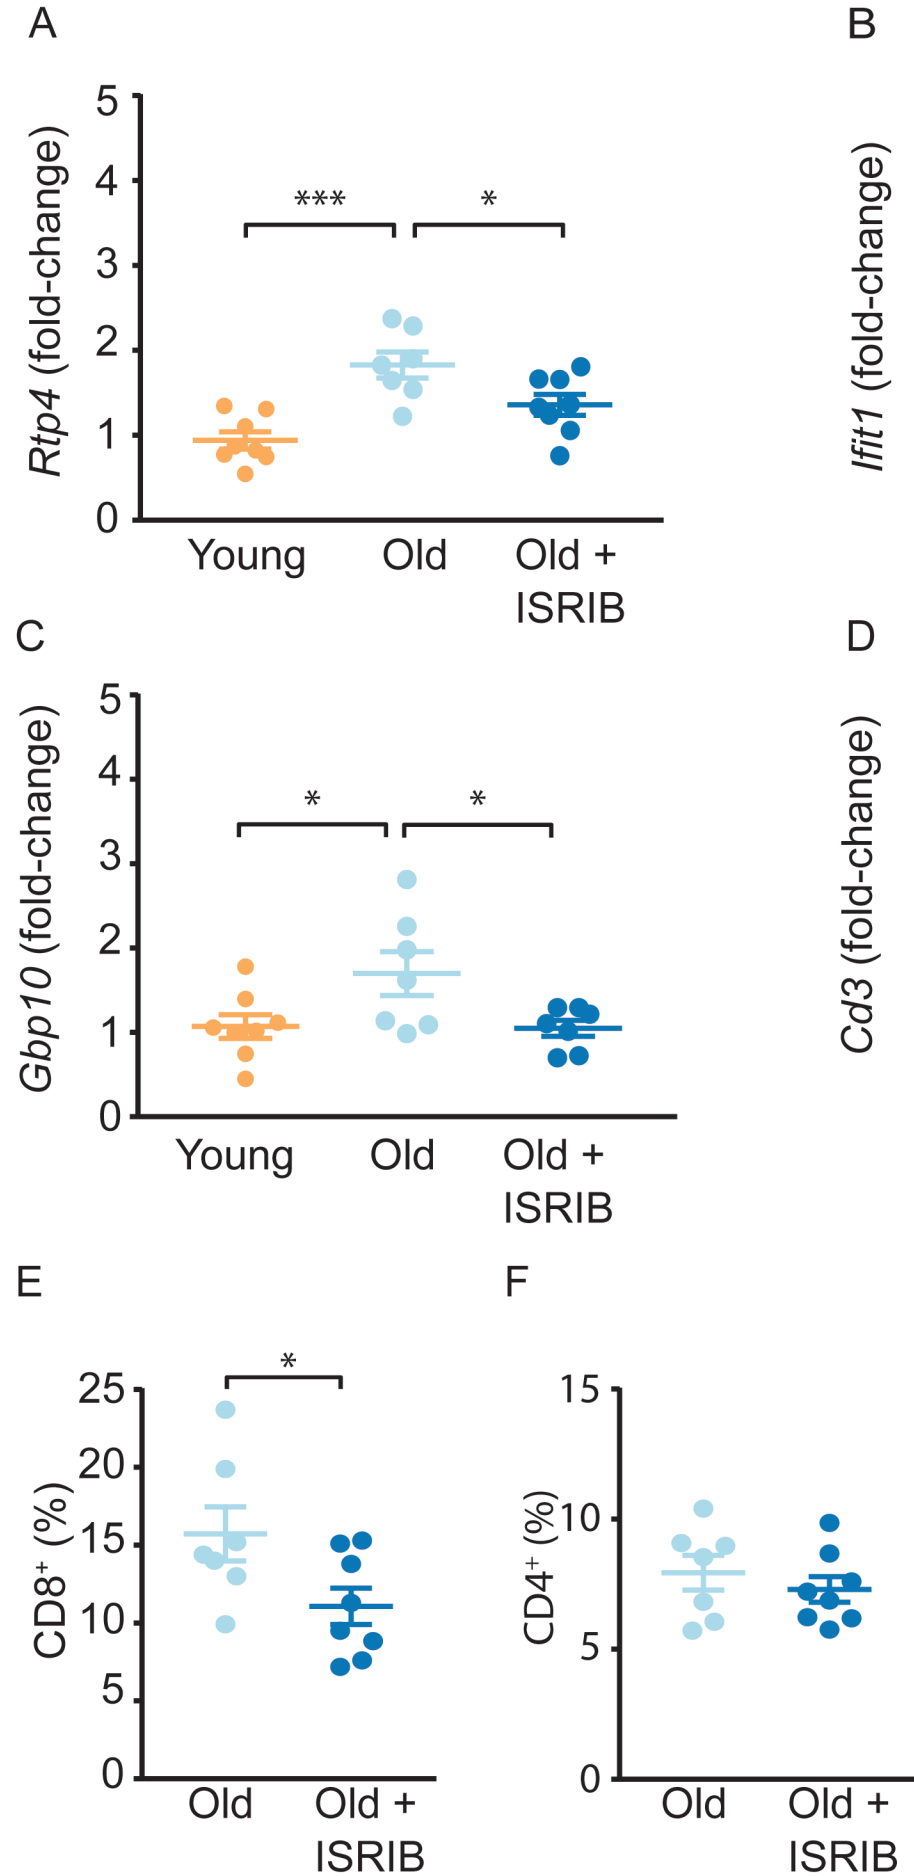 A
B
Rtp4 (fold-change)
5
4
3
2
1
0
***
*
Young
Old
Old +
ISRIB
Ifit1 (fold-change)
C
D
Gbp10 (fold-change)
5
4
3
2
1
0
*
*
Young
Old
Old +
ISRIB
Cd3 (fold-change)
E
F
CD8⁺ (%)
25
20
15
10
5
0
*
Old
Old +
ISRIB
CD4⁺ (%)
15
10
5
0
Old
Old +
ISRIB